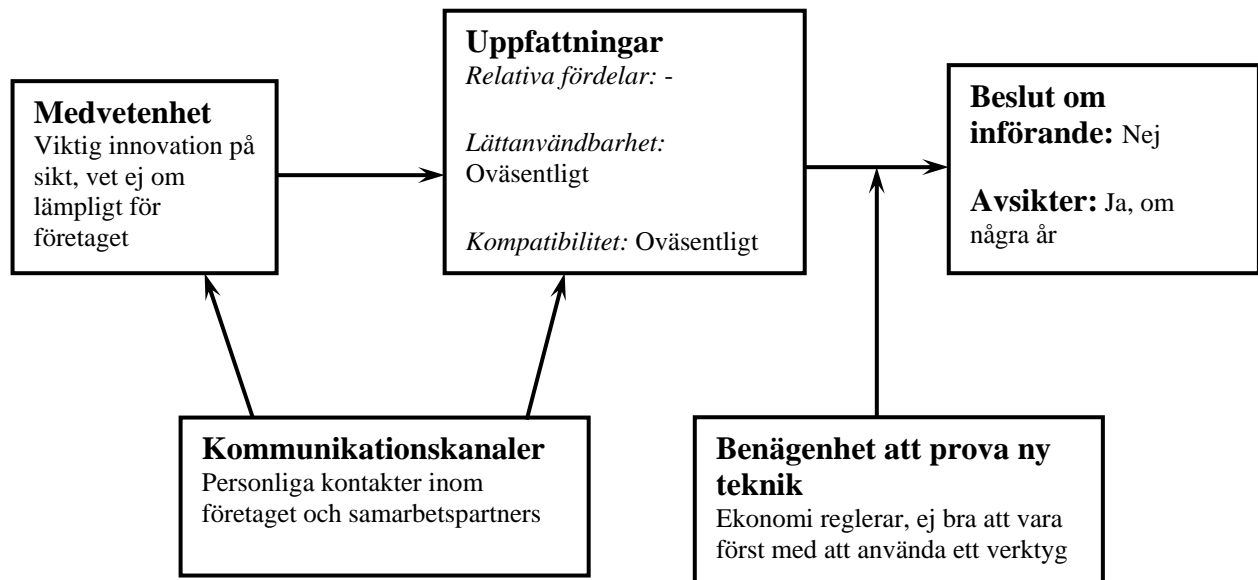 Medvetenhet
Viktig innovation på
sikt, vet ej om
lämpligt för
företaget
Uppfattningar
Relativa fördelar: -
Lättanvändbarhet:
Oväsentligt
Kompatibilitet: Oväsentligt
Beslut om
införande: Nej
Avsikter: Ja, om
några år
Kommunikationskanaler
Personliga kontakter inom
företaget och samarbetspartners
Benägenhet att prova ny
teknik
Ekonomi reglerar, ej bra att vara
först med att använda ett verktyg